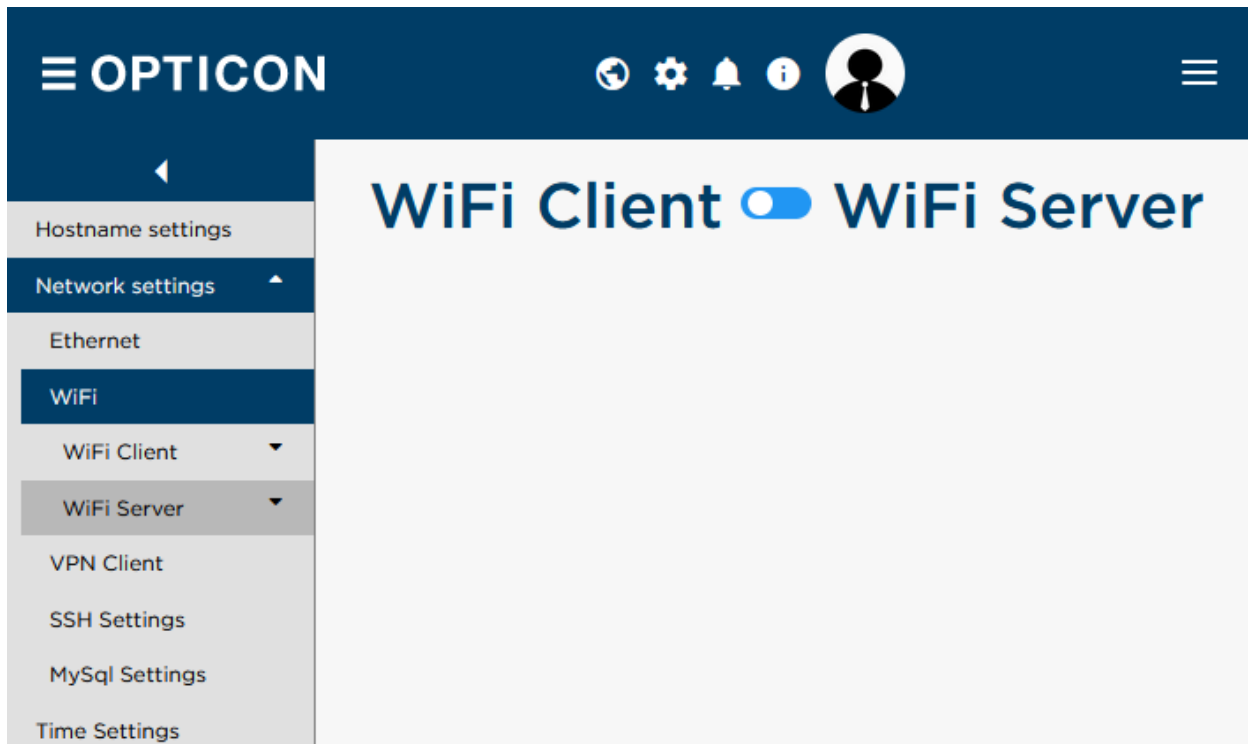 OPTICON
WiFi Client WiFi Server
Hostname settings
Network settings
Ethernet
WiFi
WiFi Client
WiFi Server
VPN Client
SSH Settings
MySql Settings
Time Settings